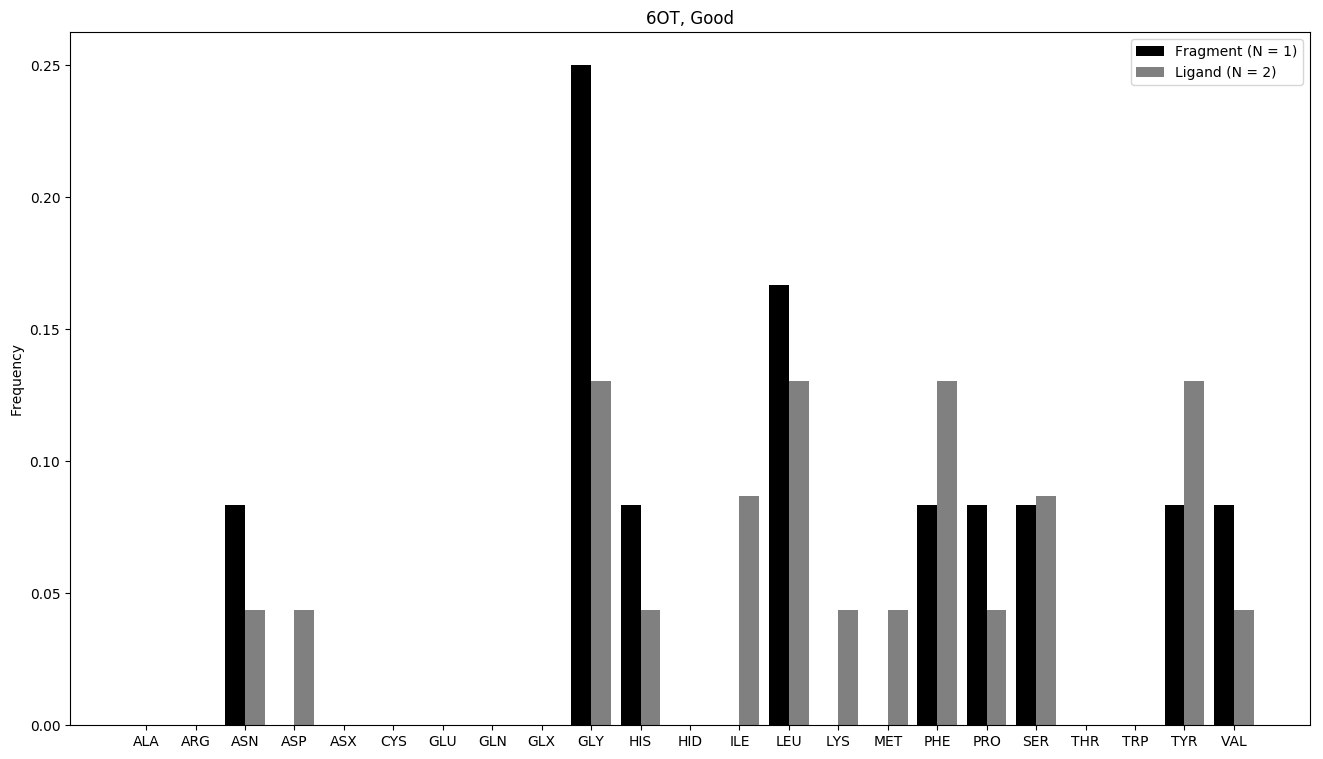 6OT, Good
Fragment (N = 1)
Ligand (N = 2)
Frequency
0.25
0.20
0.15
0.10
0.05
0.00
ALA ARG ASN ASP ASX CYS GLU GLN GLX GLY HIS HID ILE LEU LYS MET PHE PRO SER THR TRP TYR VAL